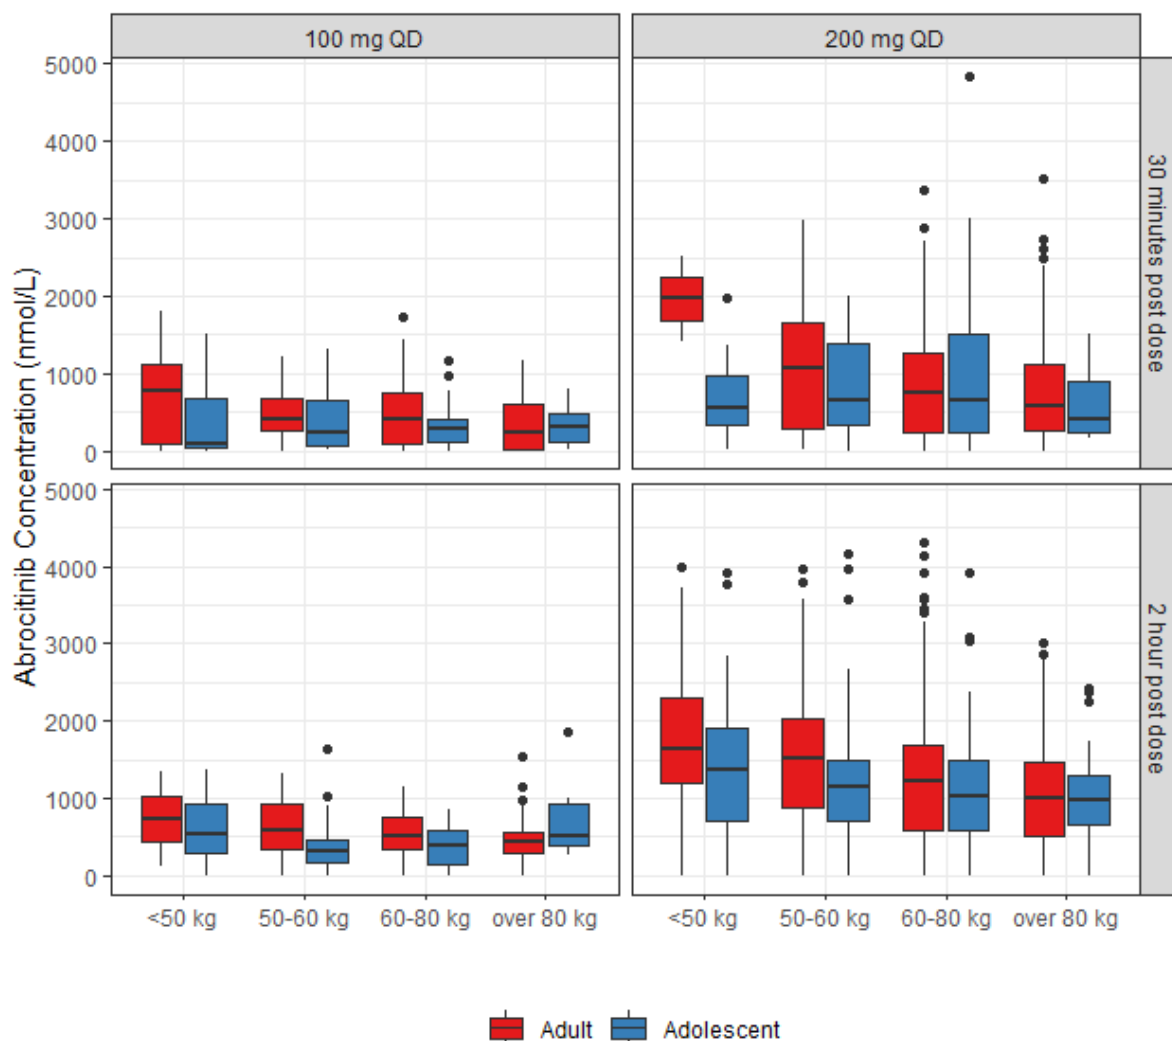 100 mg QD
200 mg QD
5000
4000
3000
2000
1000
0
30 minutes post dose
Abrocitinib Concentration (nmol/L)
5000
4000
3000
2000
1000
0
2 hour post dose
<50 kg
50-60 kg
60-80 kg
over 80 kg
<50 kg
50-60 kg
60-80 kg
over 80 kg
Adult
Adolescent